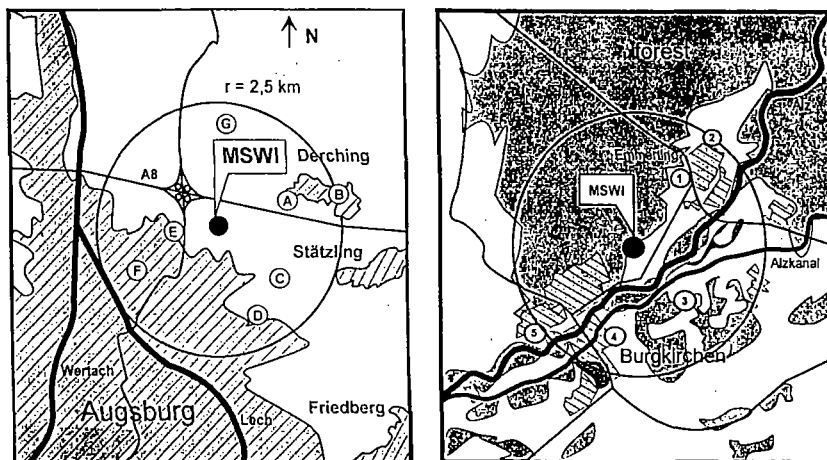 N
r = 2,5 km
G
MSWI
Derching
A8
A
B
E
Stätzling
F
C
D
Wertach
Augsburg
Lech
Friedberg
forest
2
Emmerting
1
MSWI
Alzkanal
3
5
4
Burgkirchen